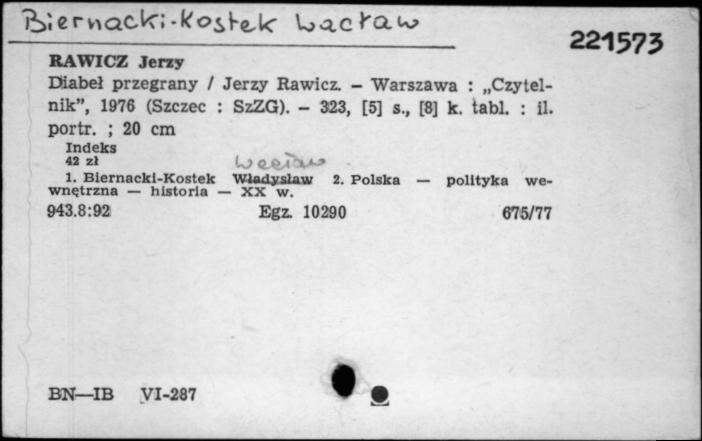 Biernacki-Kostek Wacław
221573
RAWICZ Jerzy
Diabeł przegrany / Jerzy Rawicz. – Warszawa : „Czytel-
nik”, 1976 (Szczec : SzZG). – 323, [5] s., [8] k. tabl. : il.
portr. ; 20 cm
Indeks
42 zł
Wacław
1. Biernacki-Kostek Władysław 2. Polska — polityka we-
wnętrzna — historia — XX w.
943.8:92 Egz. 10290 675/77
BN—IB VI-287